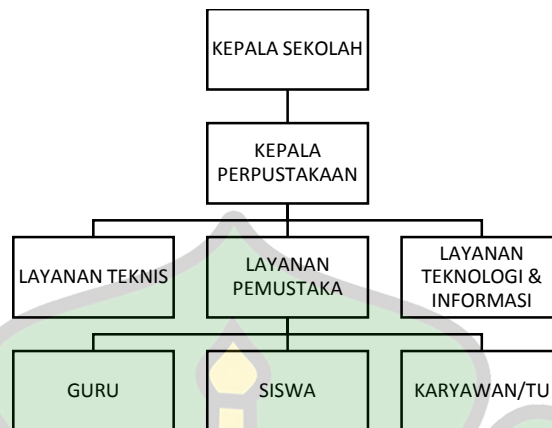 KEPALA SEKOLAH
KEPALA
PERPUSTAKAAN
LAYANAN TEKNIS
LAYANAN
PEMUSTAKA
LAYANAN
TEKNOLOGI &
INFORMASI
GURU
SISWA
KARYAWAN/TU